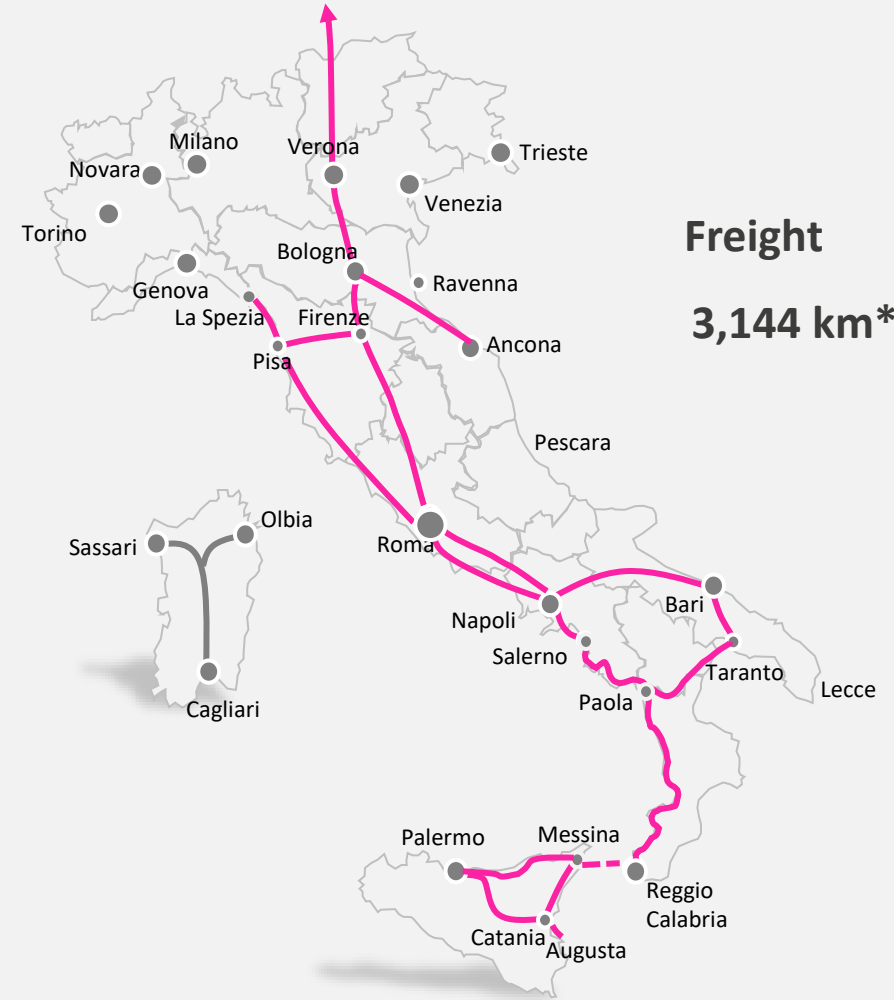 Milano
Verona
Trieste
Novara
Venezia
Torino
Freight
Bologna
Ravenna
Genova
La Spezia
Firenze
3,144 km*
Ancona
Pisa
Pescara
Olbia
Sassari
Roma
Bari
Napoli
Salerno
Taranto
Lecce
Paola
Cagliari
Palermo
Messina
Reggio
Calabria
Catania
Augusta